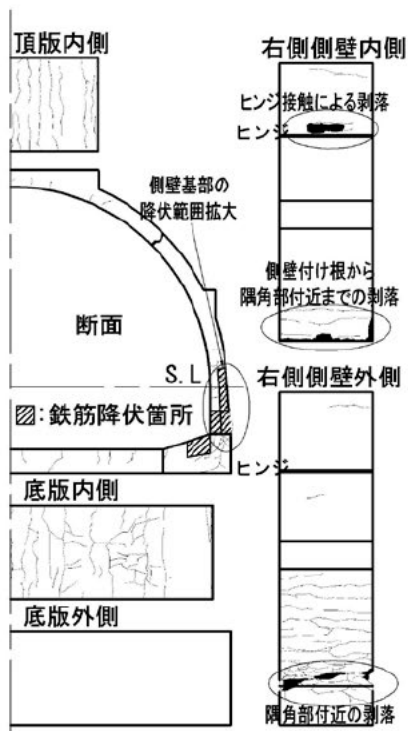 頂版内側
右側側壁内側
ヒンジ接触による剥落
ヒンジ
側壁基部の
降伏範囲拡大
側壁付け根から
隅角部付近までの剥落
断面
S.L
右側側壁外側
▨:鉄筋降伏箇所
ヒンジ
底版内側
底版外側
隅角部付近の剥落